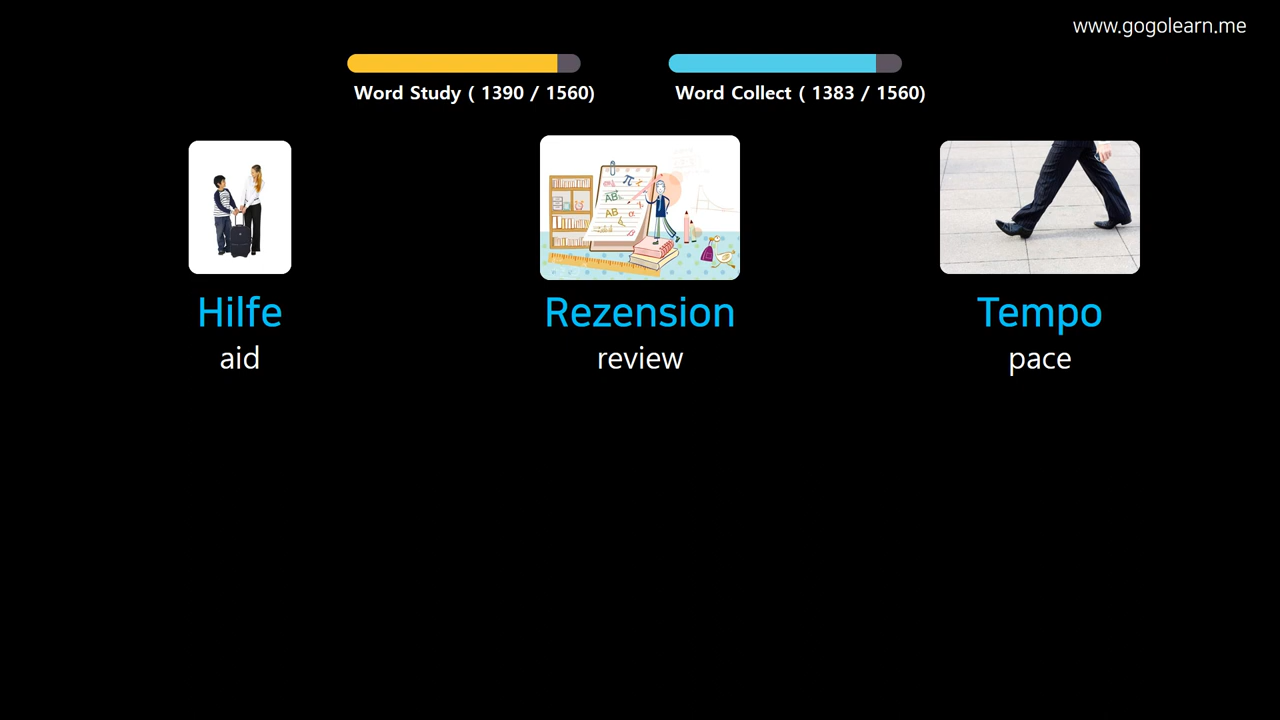 www.gogolearn.me
Word Study ( 1390 / 1560)
Word Collect ( 1383 / 1560)
Hilfe
aid
Rezension
review
Tempo
pace